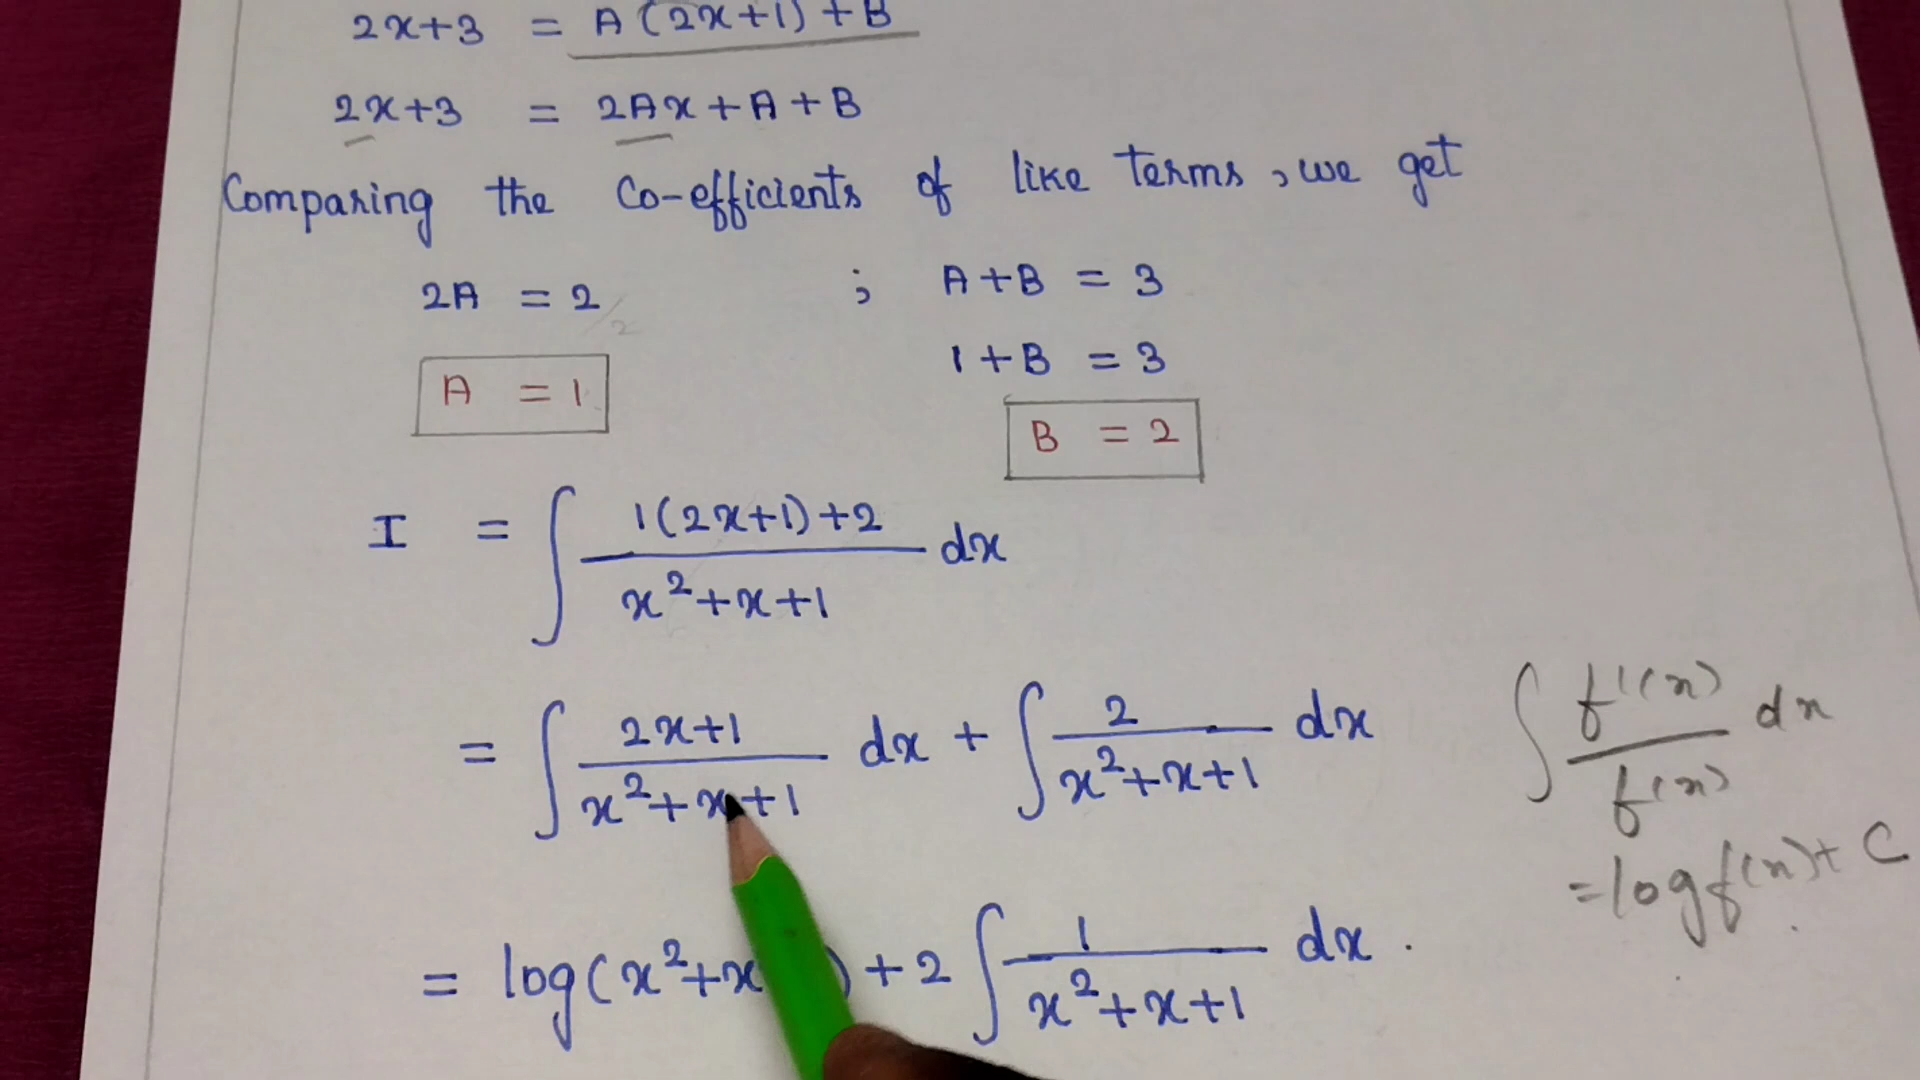 2x+3 = A(2x+1)+B
2x+3 = 2Ax+A+B
Comparing the Co-efficients of like terms, we get
2A = 2 /2 ; A+B = 3
1+B = 3
A = 1
B = 2
I = ∫ 1(2x+1)+2 / x²+x+1 dx
= ∫ 2x+1 / x²+x+1 dx + ∫ 2 / x²+x+1 dx
∫ f'(x) / f(x) dx
= log f(x) + C
= log(x²+x ) + 2 ∫ 1 / x²+x+1 dx .